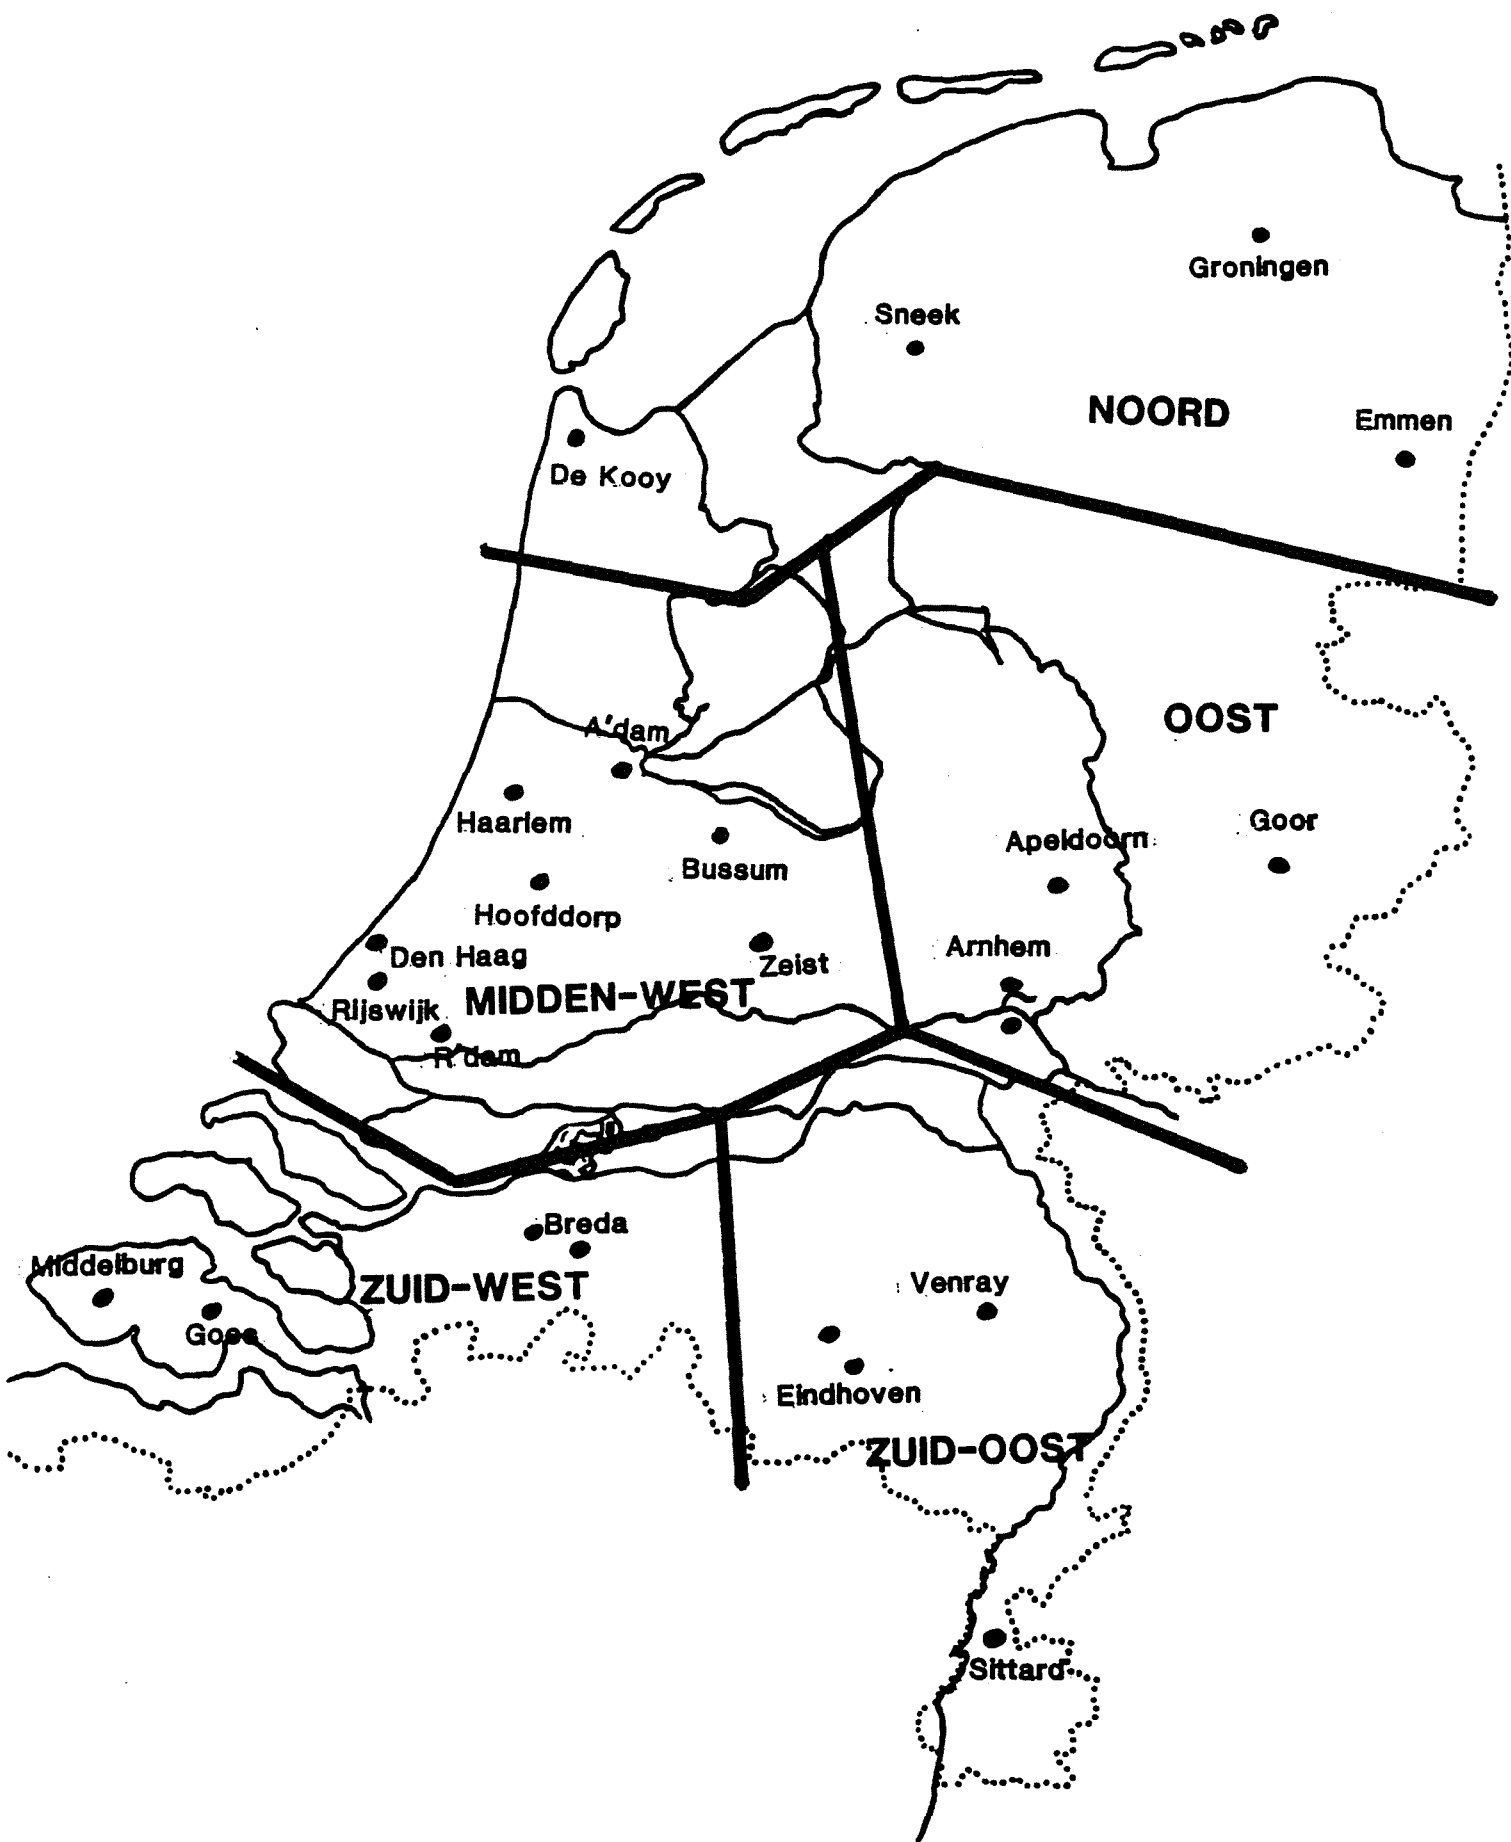 Groningen
Sneek
NOORD
Emmen
De Kooy
OOST
A'dam
Haarlem
Goor
Apeldoorn
Bussum
Hoofddorp
Arnhem
Den Haag
Zeist
MIDDEN-WEST
Rijswijk
R'dam
Breda
Middelburg
ZUID-WEST
Venray
Goes
Eindhoven
ZUID-OOST
Sittard